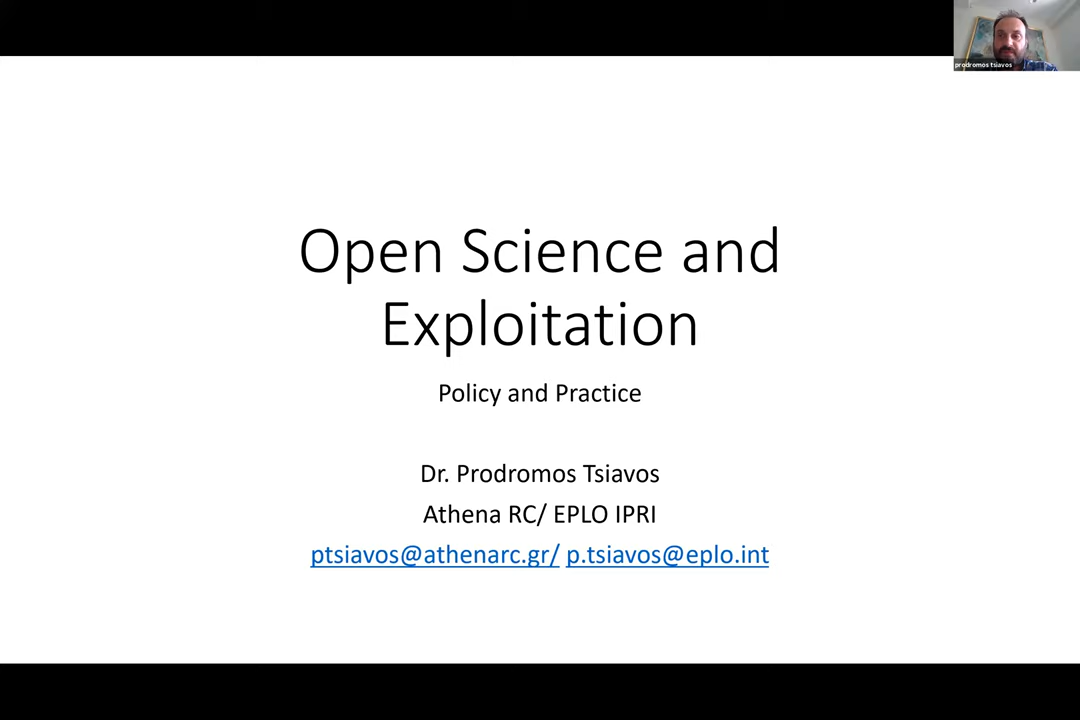 prodromos tsiavos
Open Science and
Exploitation
Policy and Practice
Dr. Prodromos Tsiavos
Athena RC/ EPLO IPRI
ptsiavos@athenarc.gr/ p.tsiavos@eplo.int